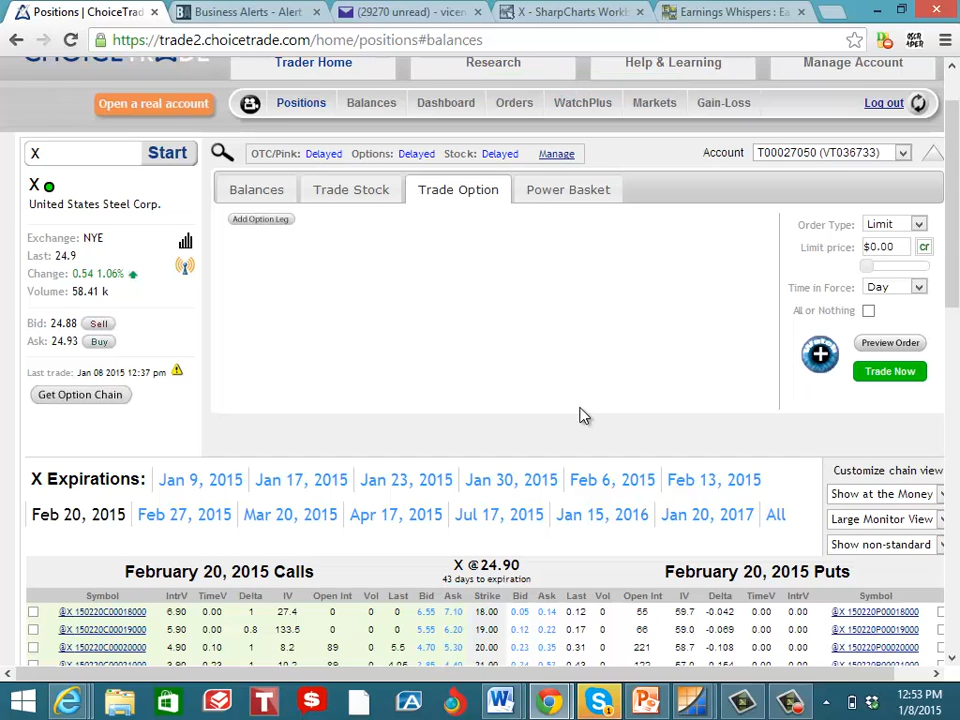 Positions | ChoiceTrad
Business Alerts - Alert
(29270 unread) - vicen
X - SharpCharts Workb
Earnings Whispers : Ea
https://trade2.choicetrade.com/home/positions#balances
Trader Home Research Help & Learning Manage Account
Open a real account
Positions Balances Dashboard Orders WatchPlus Markets Gain-Loss Log out
X Start
OTC/Pink: Delayed Options: Delayed Stock: Delayed Manage
Account T00027050 (VT036733)
X
United States Steel Corp.
Balances Trade Stock Trade Option Power Basket
Add Option Leg
Order Type: Limit
Limit price: $0.00 cr
Time in Force: Day
All or Nothing
Preview Order
Trade Now
Exchange: NYE
Last: 24.9
Change: 0.54 1.06%
Volume: 58.41 k
Bid: 24.88 Sell
Ask: 24.93 Buy
Last trade: Jan 08 2015 12:37 pm
Get Option Chain
X Expirations: Jan 9, 2015 Jan 17, 2015 Jan 23, 2015 Jan 30, 2015 Feb 6, 2015 Feb 13, 2015
Feb 20, 2015 Feb 27, 2015 Mar 20, 2015 Apr 17, 2015 Jul 17, 2015 Jan 15, 2016 Jan 20, 2017 All
Customize chain view
Show at the Money
Large Monitor View
Show non-standard
February 20, 2015 Calls X @24.90 February 20, 2015 Puts
43 days to expiration
Symbol IntrV TimeV Delta IV Open Int Vol Last Bid Ask Strike Bid Ask Last Vol Open Int IV Delta TimeV IntrV Symbol
@X 150220C00018000 6.90 0.00 1 27.4 0 0 0 6.55 7.10 18.00 0.05 0.14 0.12 0 55 59.7 -0.042 0.00 0.00 @X 150220P00018000
@X 150220C00019000 5.90 0.00 0.8 133.5 0 0 0 5.55 6.20 19.00 0.12 0.22 0.17 0 66 59.0 -0.069 0.00 0.00 @X 150220P00019000
@X 150220C00020000 4.90 0.10 1 8.2 89 0 5.5 4.70 5.30 20.00 0.23 0.35 0.31 0 221 58.7 -0.108 0.00 0.00 @X 150220P00020000
12:53 PM
1/8/2015